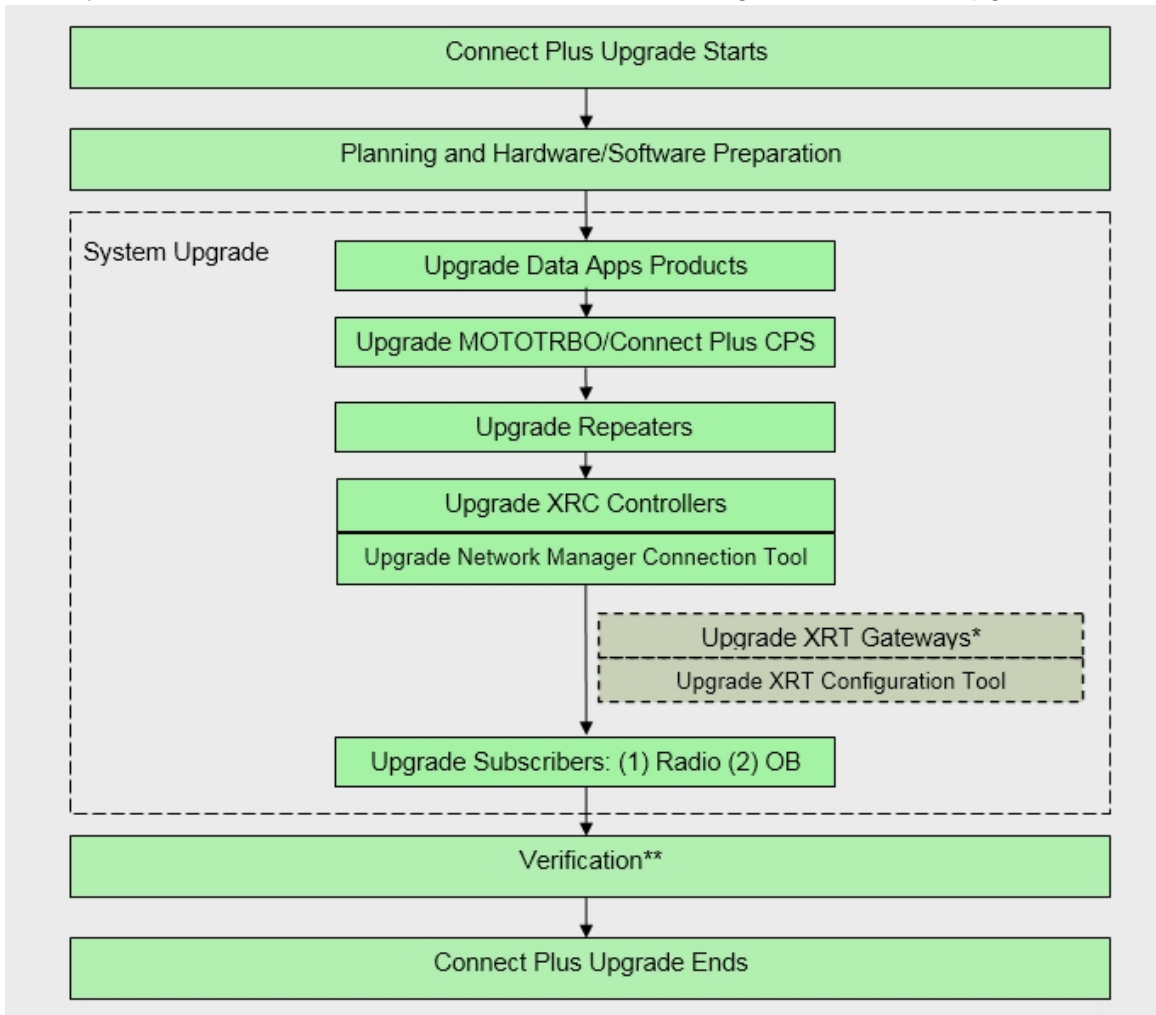 Connect Plus Upgrade Starts
Planning and Hardware/Software Preparation
System Upgrade
Upgrade Data Apps Products
Upgrade MOTOTRBO/Connect Plus CPS
Upgrade Repeaters
Upgrade XRC Controllers
Upgrade Network Manager Connection Tool
Upgrade XRT Gateways*
Upgrade XRT Configuration Tool
Upgrade Subscribers: (1) Radio (2) OB
Verification**
Connect Plus Upgrade Ends